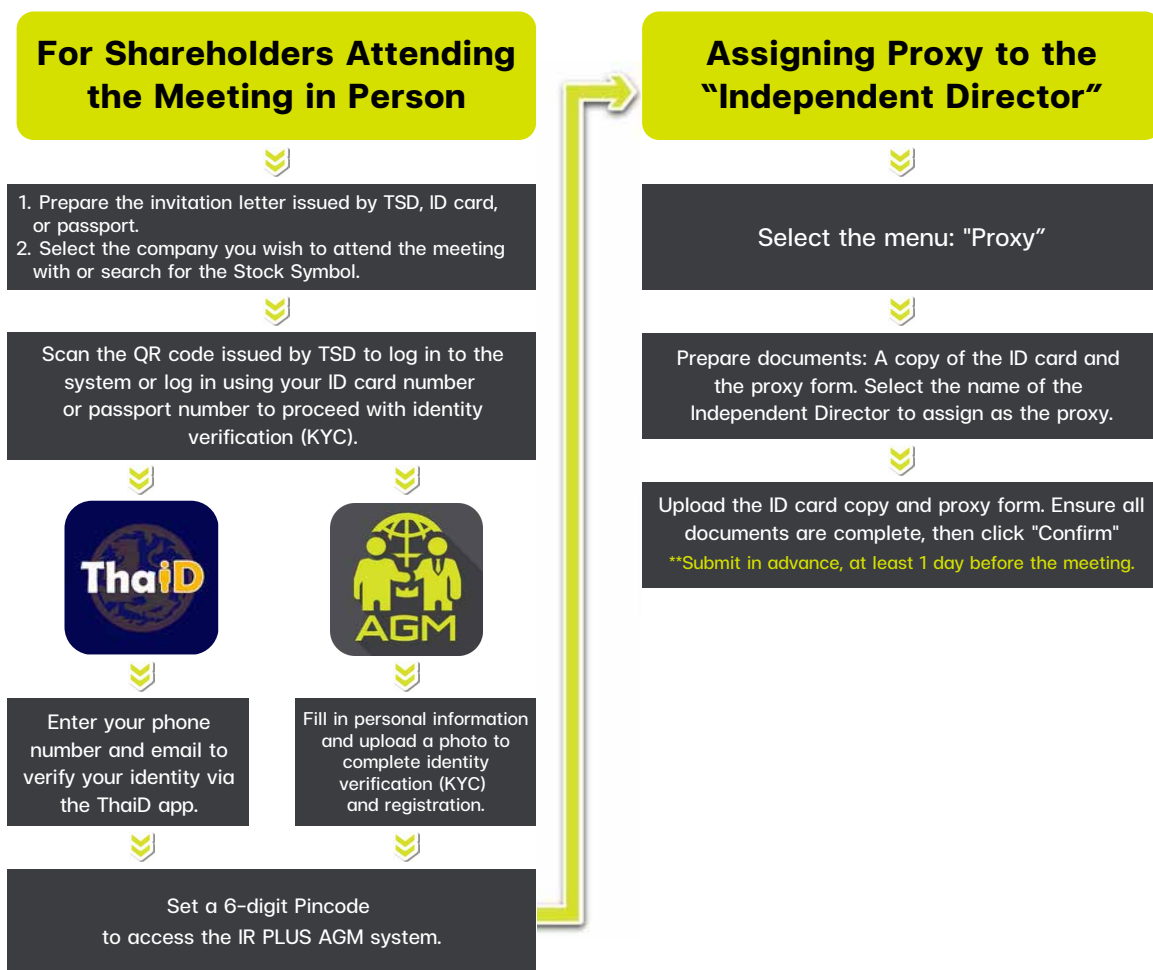 For Shareholders Attending
the Meeting in Person
1. Prepare the invitation letter issued by TSD, ID card,
or passport.
2. Select the company you wish to attend the meeting
with or search for the Stock Symbol.
Scan the QR code issued by TSD to log in to the
system or log in using your ID card number
or passport number to proceed with identity
verification (KYC).
ThaiD
Enter your phone
number and email to
verify your identity via
the ThaiD app.
AGM
Fill in personal information
and upload a photo to
complete identity
verification (KYC)
and registration.
Set a 6-digit Pincode
to access the IR PLUS AGM system.
Assigning Proxy to the
“Independent Director”
Select the menu: "Proxy”
Prepare documents: A copy of the ID card and
the proxy form. Select the name of the
Independent Director to assign as the proxy.
Upload the ID card copy and proxy form. Ensure all
documents are complete, then click "Confirm"
**Submit in advance, at least 1 day before the meeting.